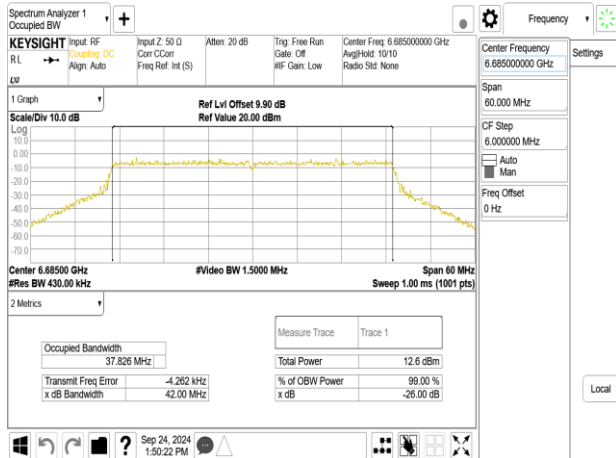 Spectrum Analyzer 1
Occupied BW
+
Frequency
KEYSIGHT
RL
LXI
Input: RF
Coupling: DC
Align: Auto
Input Z: 50 Ω
Corr CCorr
Freq Ref: Int (S)
Atten: 20 dB
Trig: Free Run
Gate: Off
#IF Gain: Low
Center Freq: 6.685000000 GHz
Avg|Hold: 10/10
Radio Std: None
Center Frequency
6.685000000 GHz
Settings
Span
60.000 MHz
CF Step
6.000000 MHz
Auto
Man
Freq Offset
0 Hz
Local
1 Graph
Scale/Div 10.0 dB
Ref Lvl Offset 9.90 dB
Ref Value 20.00 dBm
Log
10.0
0.00
-10.0
-20.0
-30.0
-40.0
-50.0
-60.0
-70.0
Center 6.68500 GHz
#Video BW 1.5000 MHz
Span 60 MHz
#Res BW 430.00 kHz
Sweep 1.00 ms (1001 pts)
2 Metrics
Measure Trace Trace 1
Occupied Bandwidth
37.826 MHz
Total Power 12.6 dBm
Transmit Freq Error -4.262 kHz
% of OBW Power 99.00 %
x dB Bandwidth 42.00 MHz
x dB -26.00 dB
?
Sep 24, 2024
1:50:22 PM